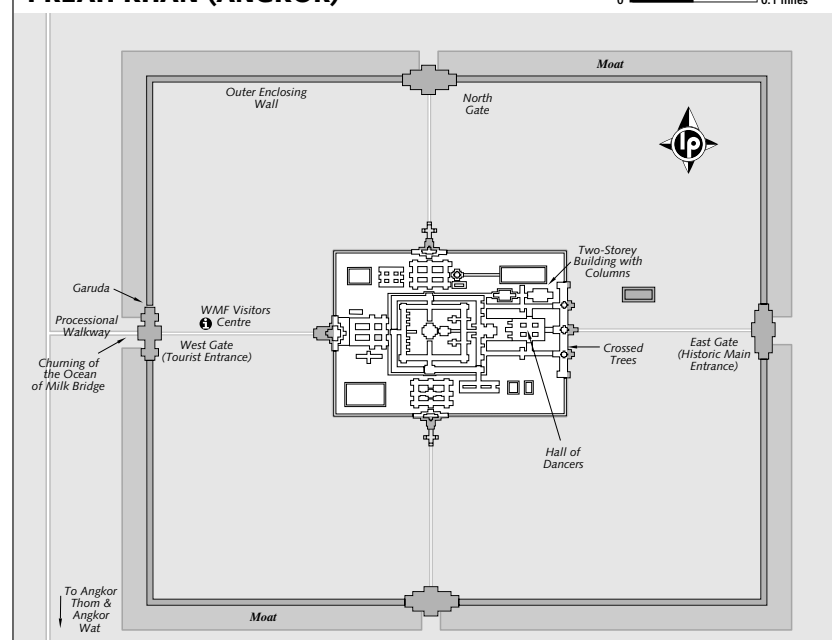 PREAH KHAN (ANGKOR)
0 0.1 miles
Moat
Outer Enclosing
Wall
North
Gate
lp
Two-Storey
Building with
Columns
Garuda
WMF Visitors
Centre
Processional
Walkway
West Gate
(Tourist Entrance)
Chuming of
the Ocean
of Milk Bridge
Crossed
Trees
East Gate
(Historic Main
Entrance)
Hall of
Dancers
To Angkor
Thom &
Angkor
Wat
Moat